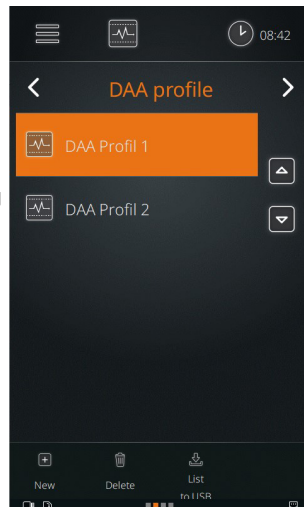 08:42
DAA profile
DAA Profil 1
DAA Profil 2
New
Delete
List
to USB